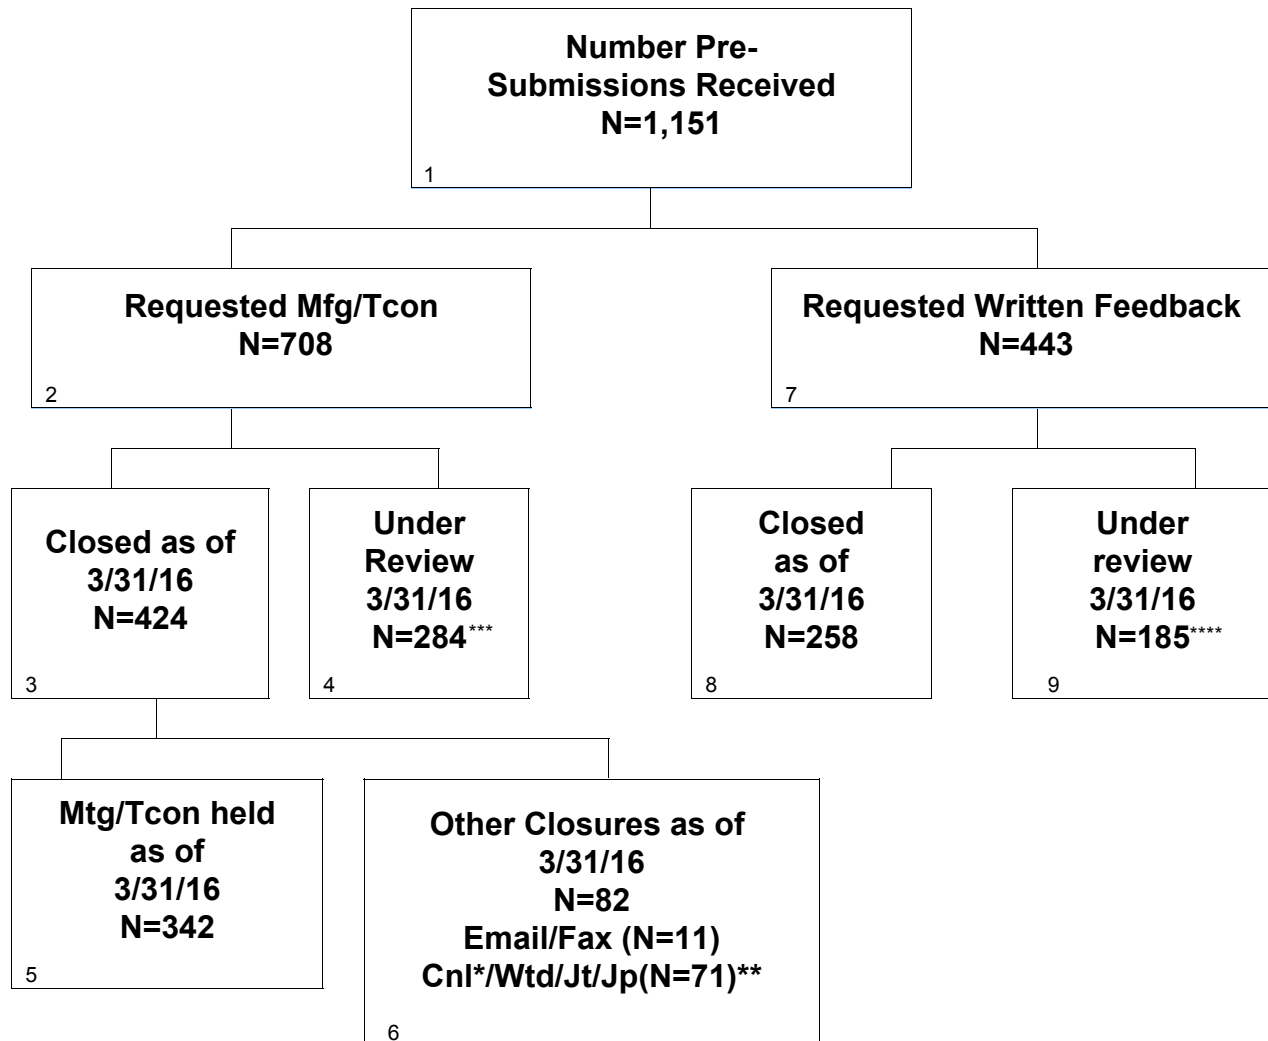 Number Pre-
Submissions Received
N=1,151
1
Requested Mfg/Tcon
N=708
2
Requested Written Feedback
N=443
7
Closed as of
3/31/16
N=424
3
Under
Review
3/31/16
N=284***
4
Closed
as of
3/31/16
N=258
8
Under
review
3/31/16
N=185****
9
Mtg/Tcon held
as of
3/31/16
N=342
5
Other Closures as of
3/31/16
N=82
Email/Fax (N=11)
Cnl*/Wtd/Jt/Jp(N=71)**
6